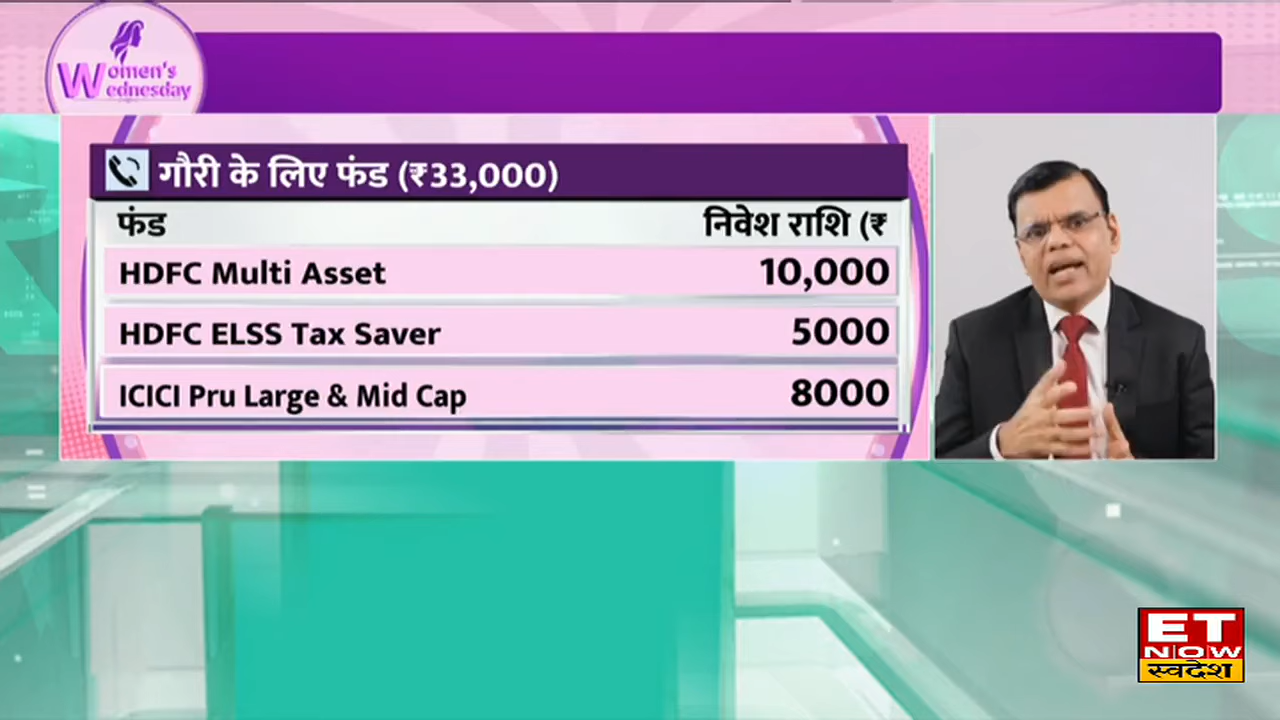 Women's
Wednesday
गौरी के लिए फंड (₹33,000)
फंड निवेश राशि (₹
HDFC Multi Asset 10,000
HDFC ELSS Tax Saver 5000
ICICI Pru Large & Mid Cap 8000
ET
NOW
स्वदेश